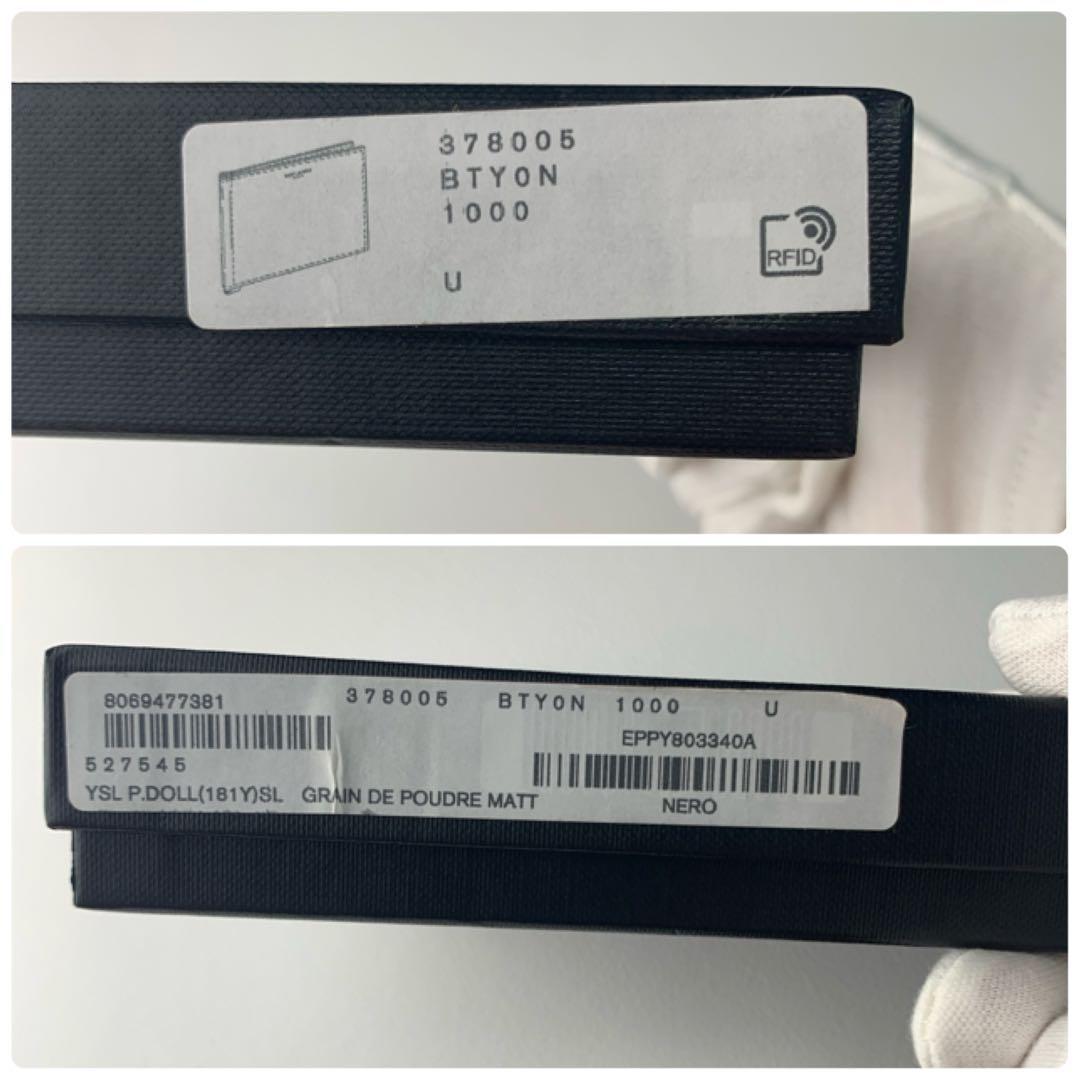 378005
BTY0N
1000
U
RFID
8069477381 378005 BTY0N 1000 U
EPPY803340A
527545
YSL P.DOLL(181Y)SL GRAIN DE POUDRE MATT NERO